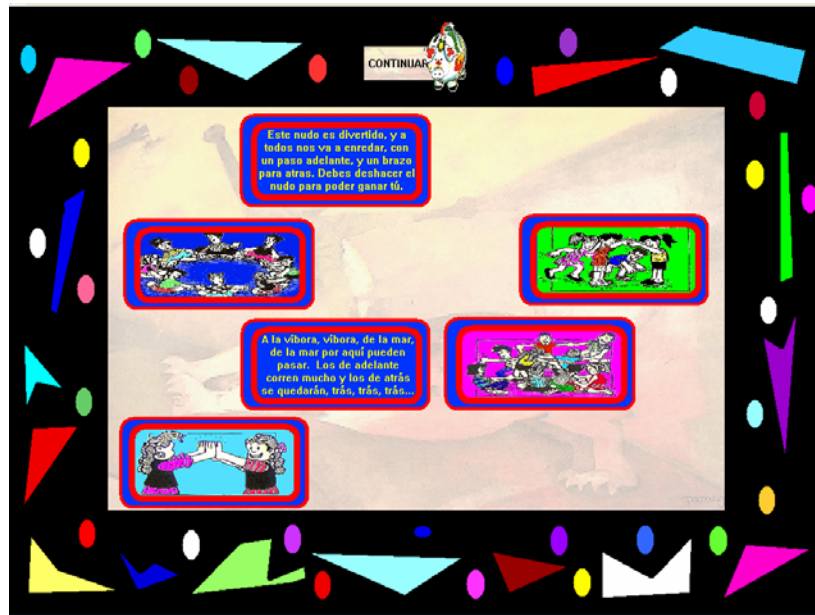 CONTINUAR
Este nudo es divertido, y a
todos nos va a enredar, con
un paso adelante, y un brazo
para atras. Debes deshacer el
nudo para poder ganar tú.
A la víbora, víbora, de la mar,
de la mar por aquí pueden
pasar. Los de adelante
corren mucho y los de atrás
se quedarán, trás, trás, trás...